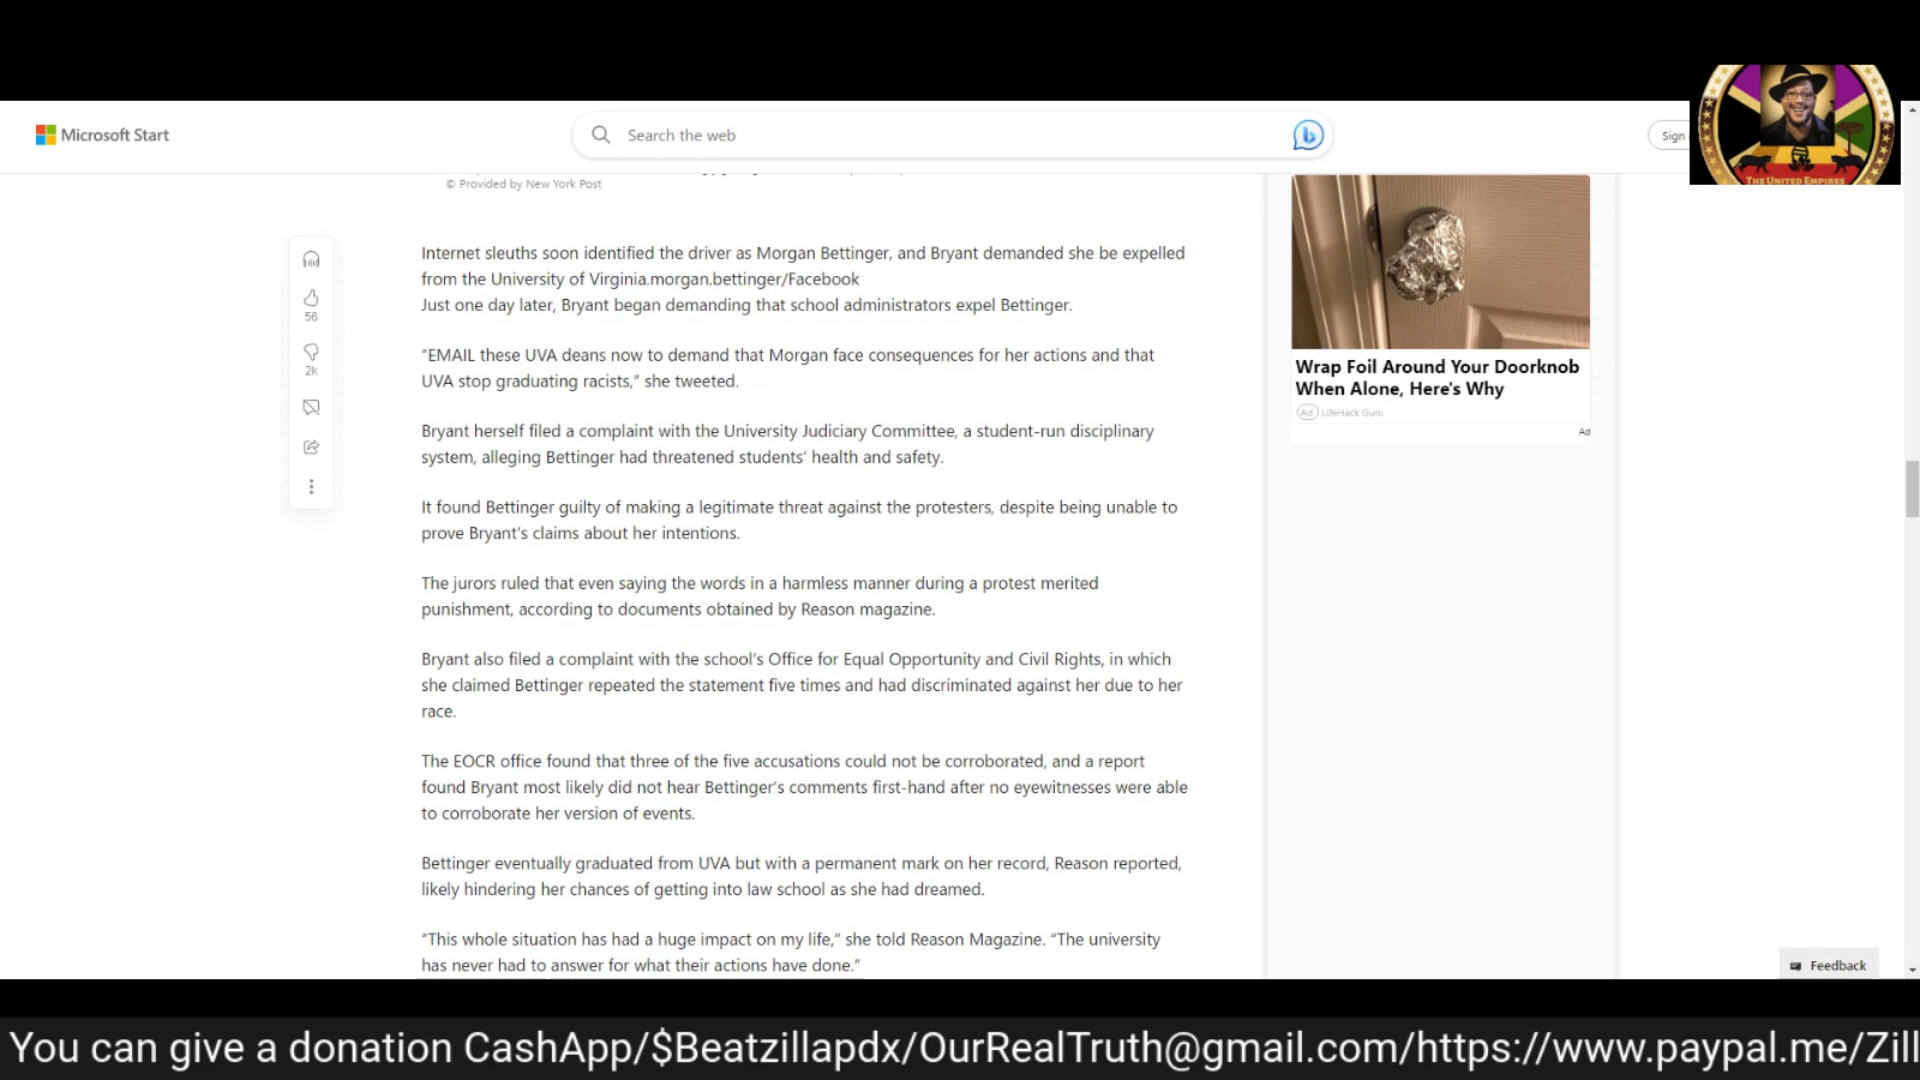 Microsoft Start
Search the web
Sign
THE UNITED EMPIRES
© Provided by New York Post
56
2k
Internet sleuths soon identified the driver as Morgan Bettinger, and Bryant demanded she be expelled
from the University of Virginia.morgan.bettinger/Facebook
Just one day later, Bryant began demanding that school administrators expel Bettinger.
“EMAIL these UVA deans now to demand that Morgan face consequences for her actions and that
UVA stop graduating racists,” she tweeted.
Bryant herself filed a complaint with the University Judiciary Committee, a student-run disciplinary
system, alleging Bettinger had threatened students’ health and safety.
It found Bettinger guilty of making a legitimate threat against the protesters, despite being unable to
prove Bryant’s claims about her intentions.
The jurors ruled that even saying the words in a harmless manner during a protest merited
punishment, according to documents obtained by Reason magazine.
Bryant also filed a complaint with the school’s Office for Equal Opportunity and Civil Rights, in which
she claimed Bettinger repeated the statement five times and had discriminated against her due to her
race.
The EOCR office found that three of the five accusations could not be corroborated, and a report
found Bryant most likely did not hear Bettinger’s comments first-hand after no eyewitnesses were able
to corroborate her version of events.
Bettinger eventually graduated from UVA but with a permanent mark on her record, Reason reported,
likely hindering her chances of getting into law school as she had dreamed.
“This whole situation has had a huge impact on my life,” she told Reason Magazine. “The university
has never had to answer for what their actions have done.”
Wrap Foil Around Your Doorknob
When Alone, Here's Why
Ad LifeHack Guru
Ad
Feedback
You can give a donation CashApp/$Beatzillapdx/OurRealTruth@gmail.com/https://www.paypal.me/Zill